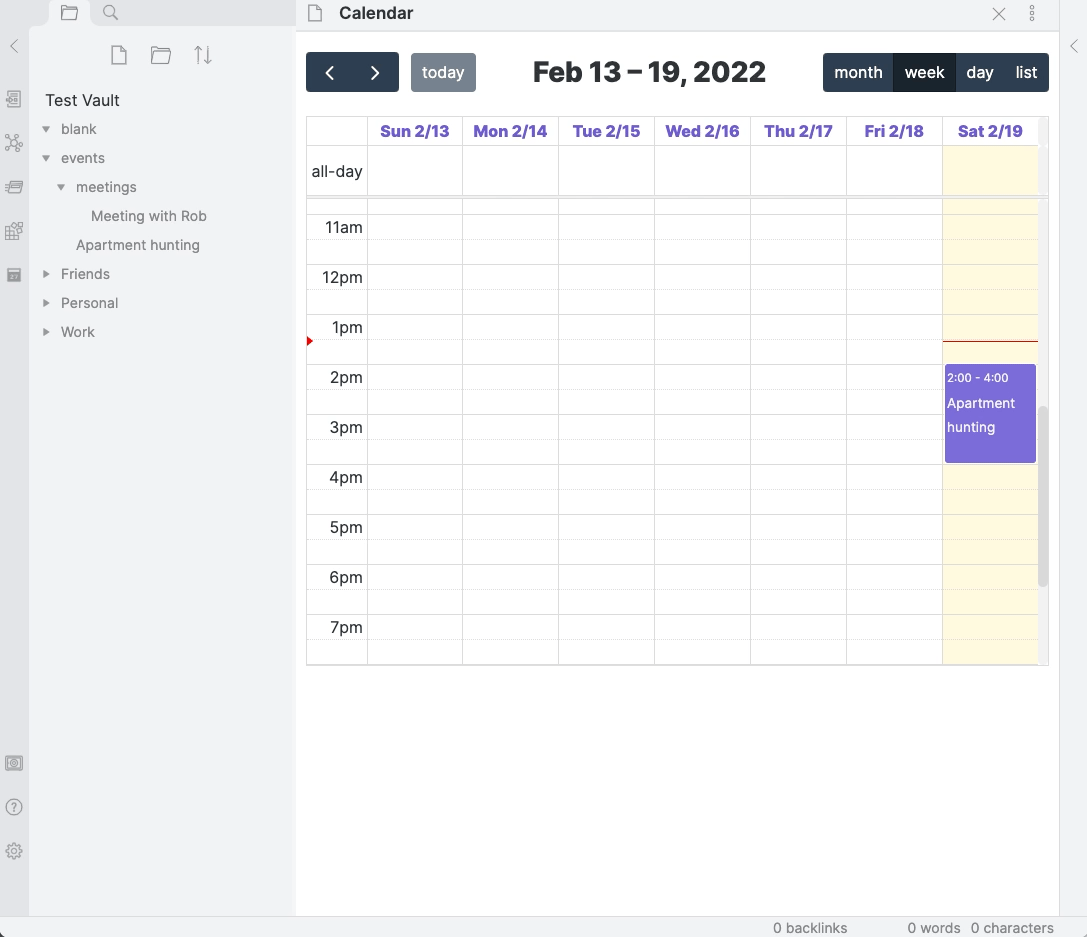 Calendar
Test Vault
blank
events
meetings
Meeting with Rob
Apartment hunting
Friends
Personal
Work
today
Feb 13 – 19, 2022
month week day list
Sun 2/13 Mon 2/14 Tue 2/15 Wed 2/16 Thu 2/17 Fri 2/18 Sat 2/19
all-day
11am
12pm
1pm
2pm
3pm
4pm
5pm
6pm
7pm
2:00 - 4:00
Apartment
hunting
0 backlinks 0 words 0 characters